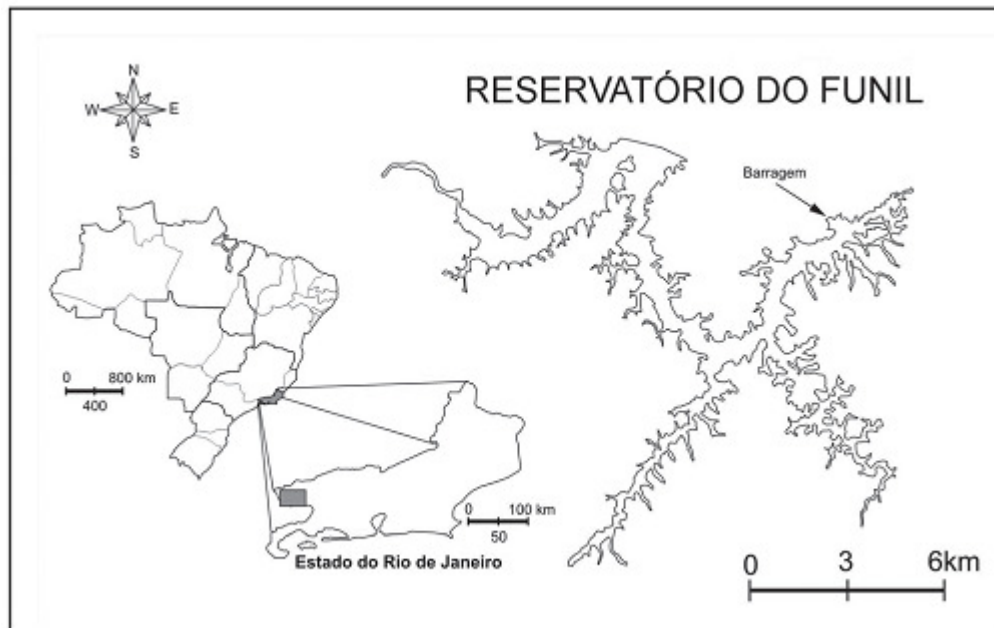 N
W E
S
RESERVATÓRIO DO FUNIL
Barragem
0 800 km
400
0 100 km
50
Estado do Rio de Janeiro
0 3 6km